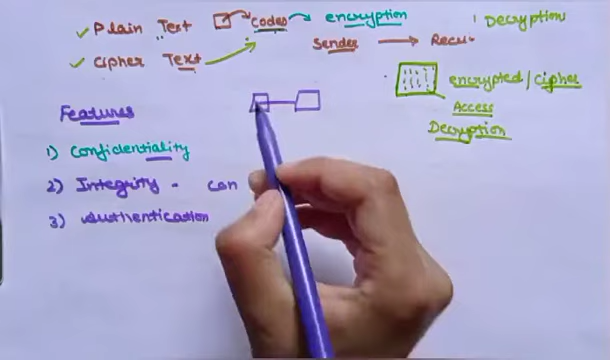 ✓ Plain Text
Codes
encryption
Decryption
✓ Cipher Text
Sender → Reciv
encrypted/cipher
Access
Decryption
Features
1) Confidentiality
2) Integrity - con
3) Authentication